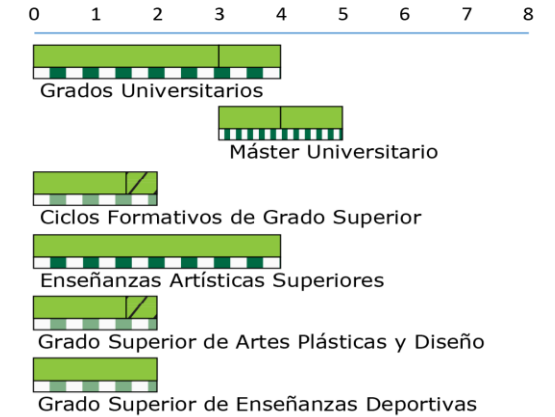 0 1 2 3 4 5 6 7 8
Grados Universitarios
Máster Universitario
Ciclos Formativos de Grado Superior
Enseñanzas Artísticas Superiores
Grado Superior de Artes Plásticas y Diseño
Grado Superior de Enseñanzas Deportivas